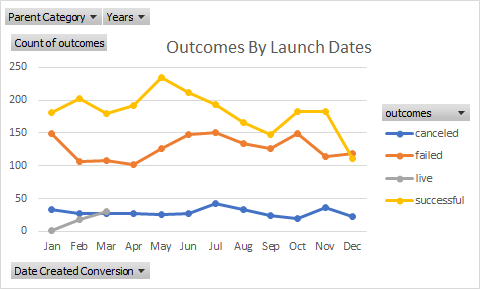 Parent Category Years
Count of outcomes
Outcomes By Launch Dates
250
200
150
100
50
0
Jan Feb Mar Apr May Jun Jul Aug Sep Oct Nov Dec
outcomes
canceled
failed
live
successful
Date Created Conversion